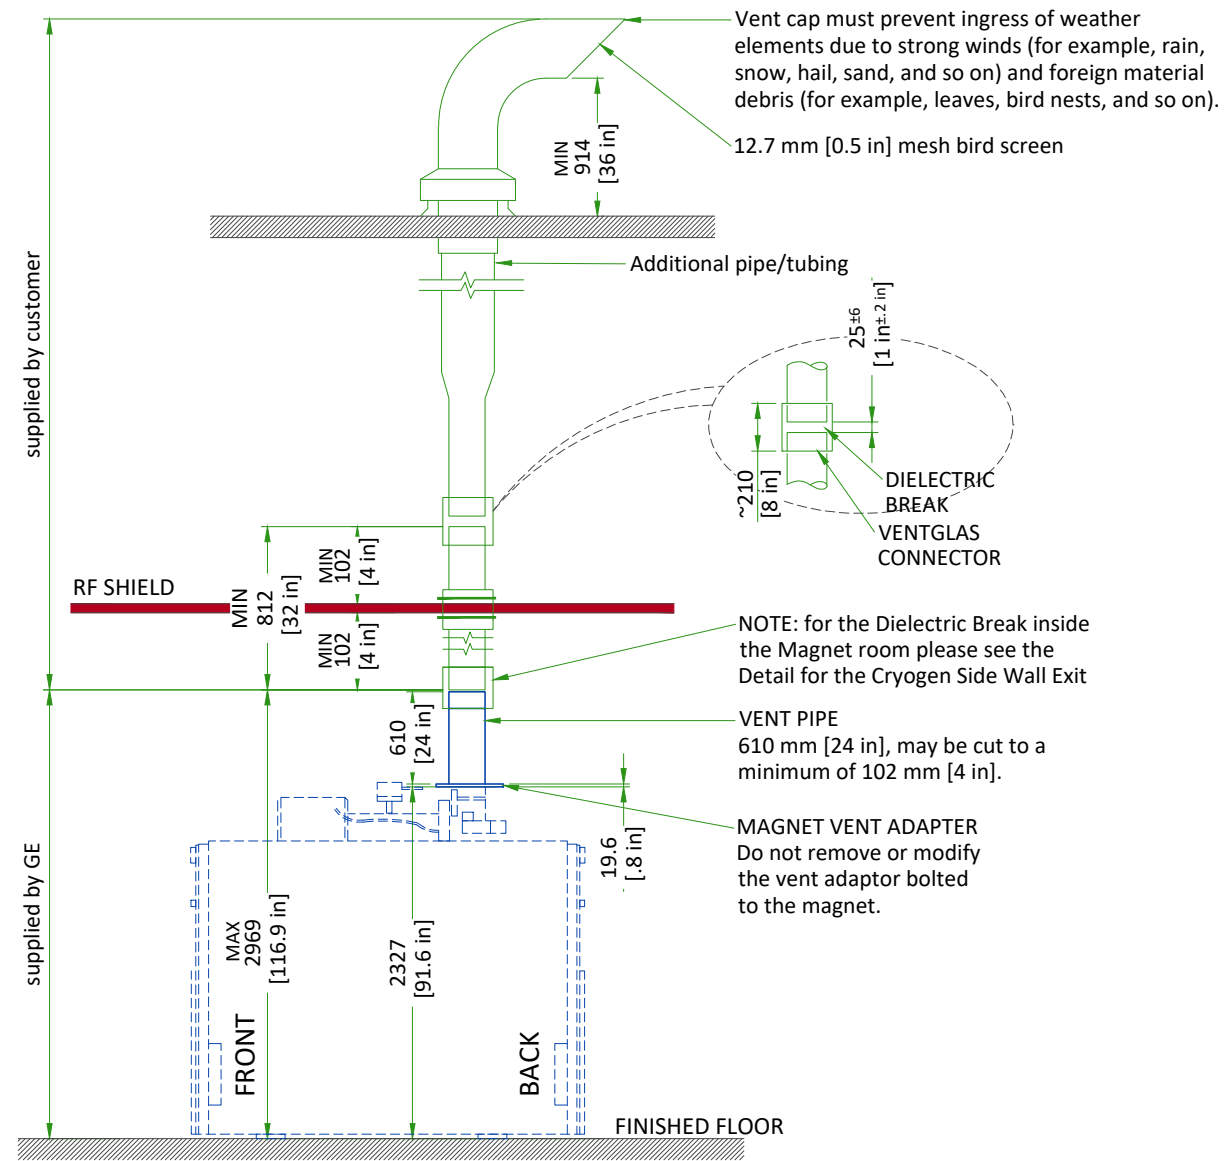 Vent cap must prevent ingress of weather
elements due to strong winds (for example, rain,
snow, hail, sand, and so on) and foreign material
debris (for example, leaves, bird nests, and so on).
12.7 mm [0.5 in] mesh bird screen
MIN
914
[36 in]
supplied by customer
Additional pipe/tubing
25±6
[1 in±.2 in]
~210
[8 in]
DIELECTRIC
BREAK
VENTGLAS
CONNECTOR
MIN
102
[4 in]
RF SHIELD
MIN
812
[32 in]
MIN
102
[4 in]
NOTE: for the Dielectric Break inside
the Magnet room please see the
Detail for the Cryogen Side Wall Exit
610
[24 in]
VENT PIPE
610 mm [24 in], may be cut to a
minimum of 102 mm [4 in].
19.6
[.8 in]
MAGNET VENT ADAPTER
Do not remove or modify
the vent adaptor bolted
to the magnet.
supplied by GE
MAX
2969
[116.9 in]
2327
[91.6 in]
FRONT
BACK
FINISHED FLOOR